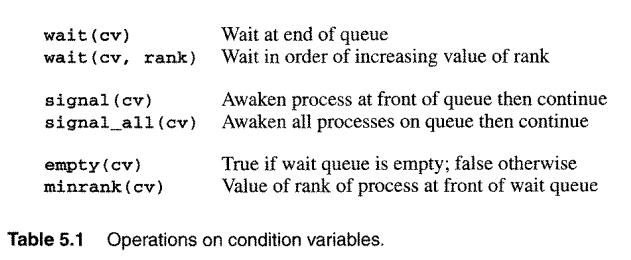 wait(cv) Wait at end of queue
wait(cv, rank) Wait in order of increasing value of rank
signal(cv) Awaken process at front of queue then continue
signal_all(cv) Awaken all processes on queue then continue
empty(cv) True if wait queue is empty; false otherwise
minrank(cv) Value of rank of process at front of wait queue
Table 5.1 Operations on condition variables.